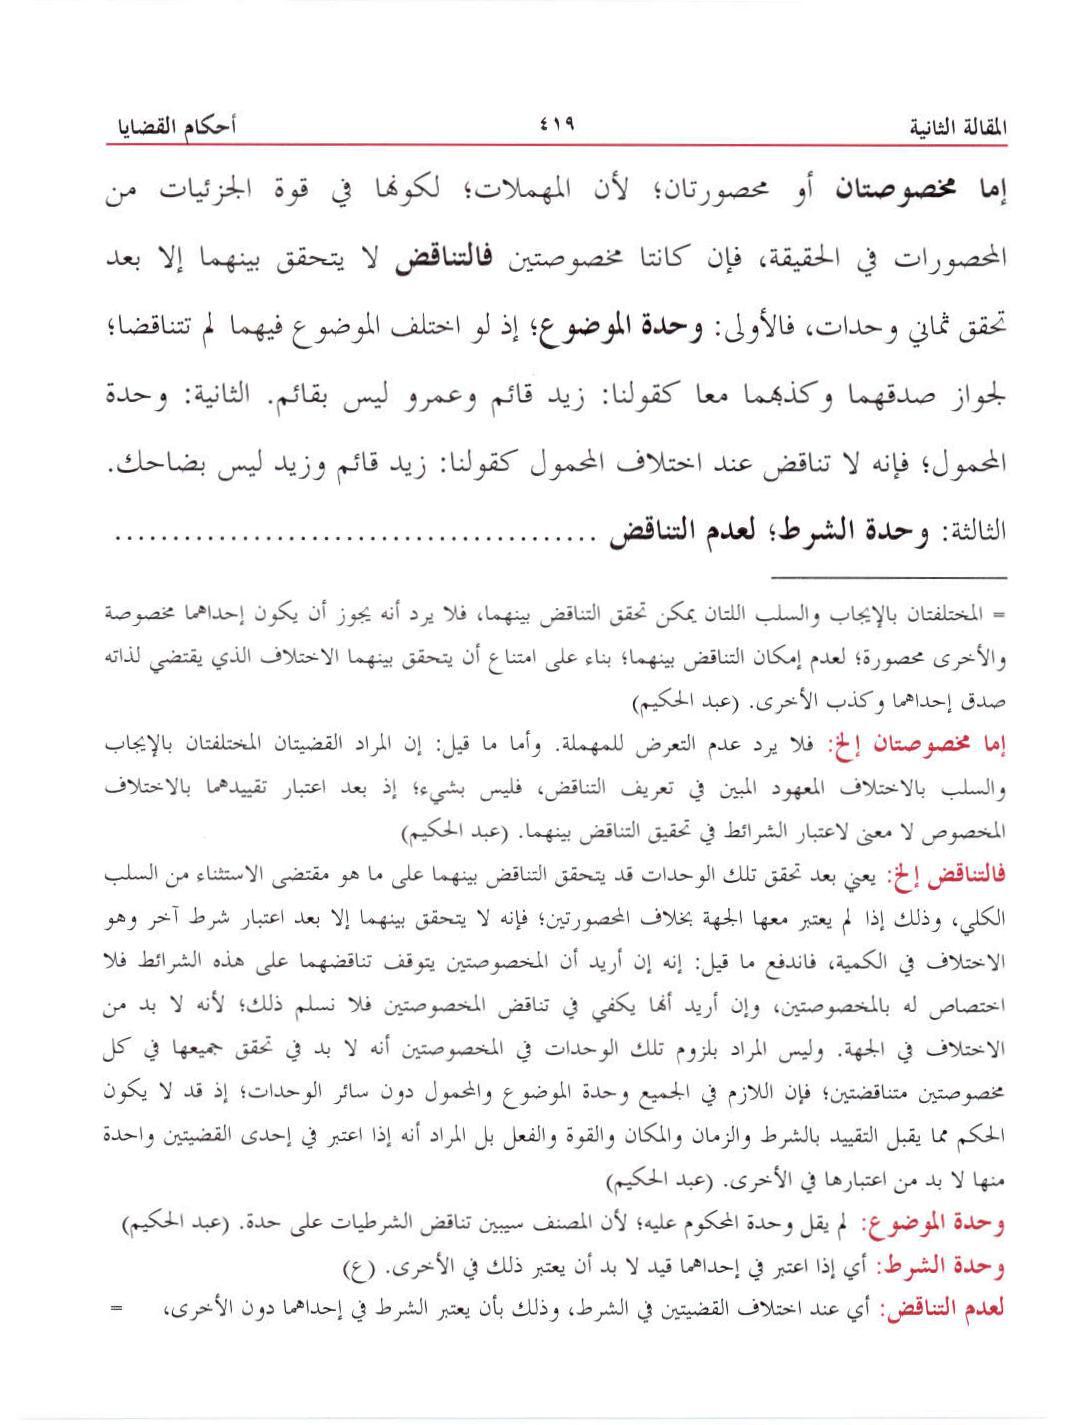 المقالة الثانية ٤١٩ أحكام القضايا
إما مخصوصتان أو محصورتان؛ لأن المهملات؛ لكونها في قوة الجزئيات من
المحصورات في الحقيقة، فإن كانتا مخصوصتين فالتناقض لا يتحقق بينهما إلا بعد
تحقق ثماني وحدات، فالأولى: وحدة الموضوع؛ إذ لو اختلف الموضوع فيهما لم تتناقضا؛
لجواز صدقهما وكذبهما معا كقولنا: زيد قائم وعمرو ليس بقائم. الثانية: وحدة
المحمول؛ فإنه لا تناقض عند اختلاف المحمول كقولنا: زيد قائم وزيد ليس بضاحك.
الثالثة: وحدة الشرط؛ لعدم التناقض ..........................................
= المختلفتان بالإيجاب والسلب اللتان يمكن تحقق التناقض بينهما، فلا يرد أنه يجوز أن يكون إحداهما مخصوصة
والأخرى محصورة؛ لعدم إمكان التناقض بينهما؛ بناء على امتناع أن يتحقق بينهما الاختلاف الذي يقتضي لذاته
صدق إحداهما وكذب الأخرى. (عبد الحكيم)
إما مخصوصتان إلخ: فلا يرد عدم التعرض للمهملة. وأما ما قيل: إن المراد القضيتان المختلفتان بالإيجاب
والسلب بالاختلاف المعهود المبين في تعريف التناقض، فليس بشيء؛ إذ بعد اعتبار تقييدهما بالاختلاف
المخصوص لا معنى لاعتبار الشرائط في تحقيق التناقض بينهما. (عبد الحكيم)
فالتناقض إلخ: يعني بعد تحقق تلك الوحدات قد يتحقق التناقض بينهما على ما هو مقتضى الاستثناء من السلب
الكلي، وذلك إذا لم يعتبر معها الجهة بخلاف المحصورتين؛ فإنه لا يتحقق بينهما إلا بعد اعتبار شرط آخر وهو
الاختلاف في الكمية، فاندفع ما قيل: إنه إن أريد أن المخصوصتين يتوقف تناقضهما على هذه الشرائط فلا
اختصاص له بالمخصوصتين، وإن أريد أنها يكفي في تناقض المخصوصتين فلا نسلم ذلك؛ لأنه لا بد من
الاختلاف في الجهة. وليس المراد بلزوم تلك الوحدات في المخصوصتين أنه لا بد في تحقق جميعها في كل
مخصوصتين متناقضتين؛ فإن اللازم في الجميع وحدة الموضوع والمحمول دون سائر الوحدات؛ إذ قد لا يكون
الحكم مما يقبل التقييد بالشرط والزمان والمكان والقوة والفعل بل المراد أنه إذا اعتبر في إحدى القضيتين واحدة
منها لا بد من اعتبارها في الأخرى. (عبد الحكيم)
وحدة الموضوع: لم يقل وحدة المحكوم عليه؛ لأن المصنف سيبين تناقض الشرطيات على حدة. (عبد الحكيم)
وحدة الشرط: أي إذا اعتبر في إحداهما قيد لا بد أن يعتبر ذلك في الأخرى. (ع)
لعدم التناقض: أي عند اختلاف القضيتين في الشرط، وذلك بأن يعتبر الشرط في إحداهما دون الأخرى، =